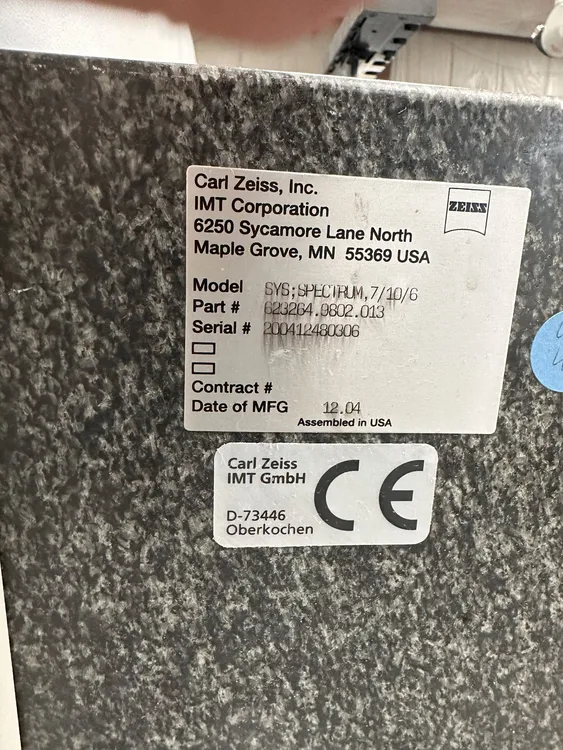 Carl Zeiss, Inc.
IMT Corporation
6250 Sycamore Lane North
Maple Grove, MN 55369 USA
ZEISS
Model SYS;SPECTRUM,7/10/6
Part # 623264.9802.013
Serial # 200412480306
Contract #
Date of MFG 12.04
Assembled in USA
Carl Zeiss
IMT GmbH
D-73446
Oberkochen
CE